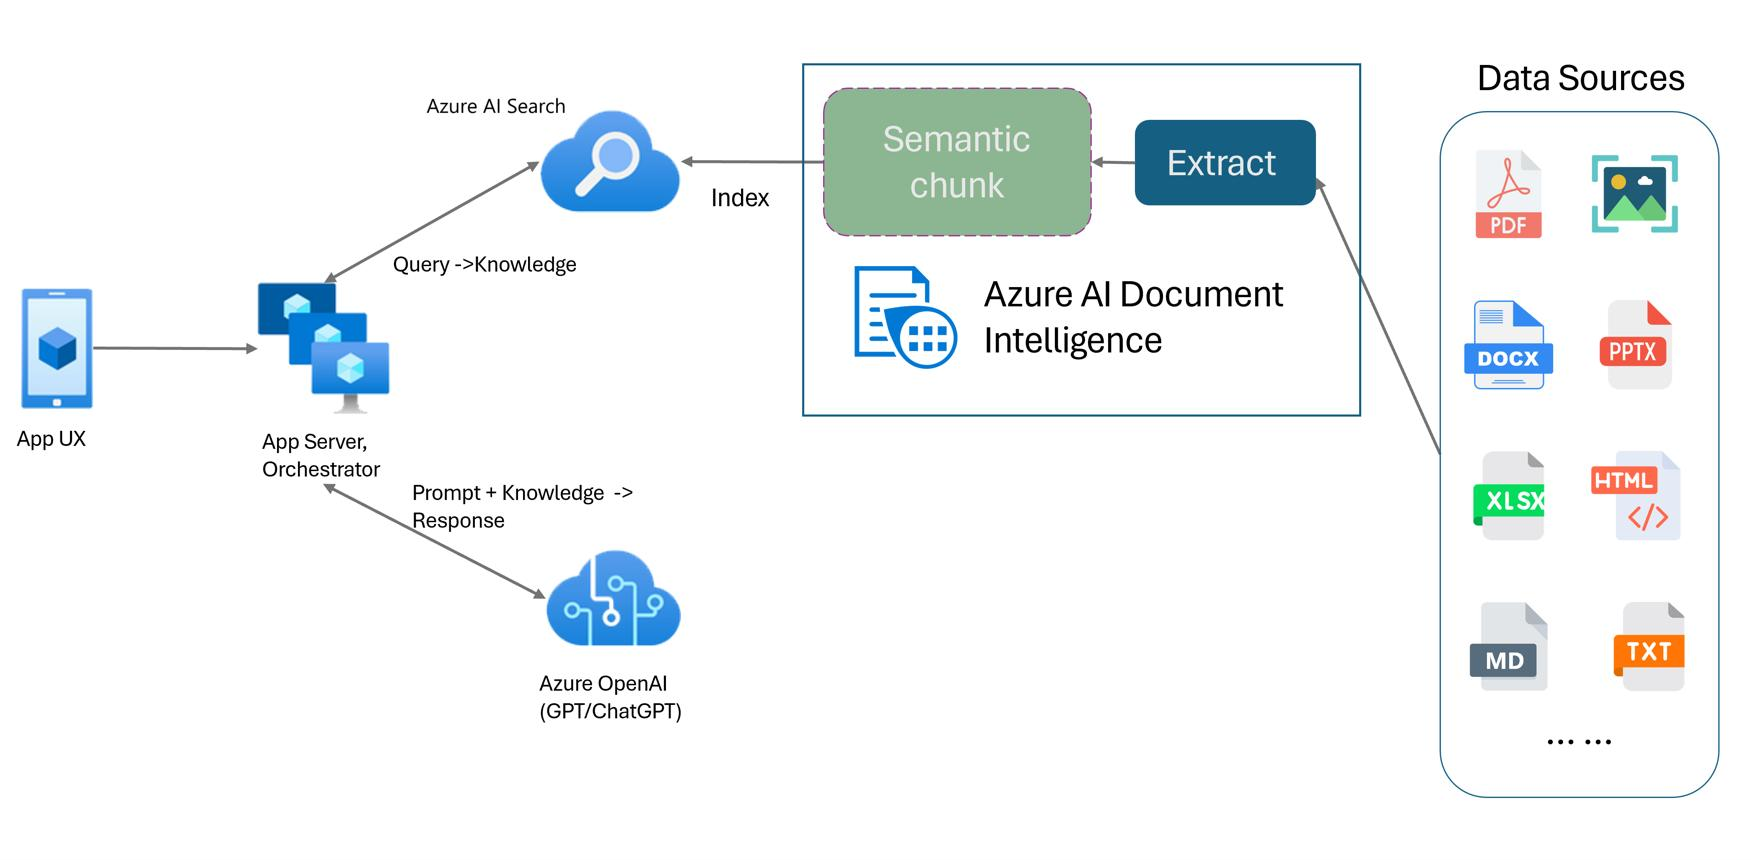 Data Sources
Azure AI Search
Semantic
chunk
Extract
Index
PDF
Query ->Knowledge
Azure AI Document
Intelligence
DOCX
PPTX
App UX
App Server,
Orchestrator
Prompt + Knowledge ->
Response
XLSX
HTML
</>
Azure OpenAI
(GPT/ChatGPT)
MD
TXT
... ...